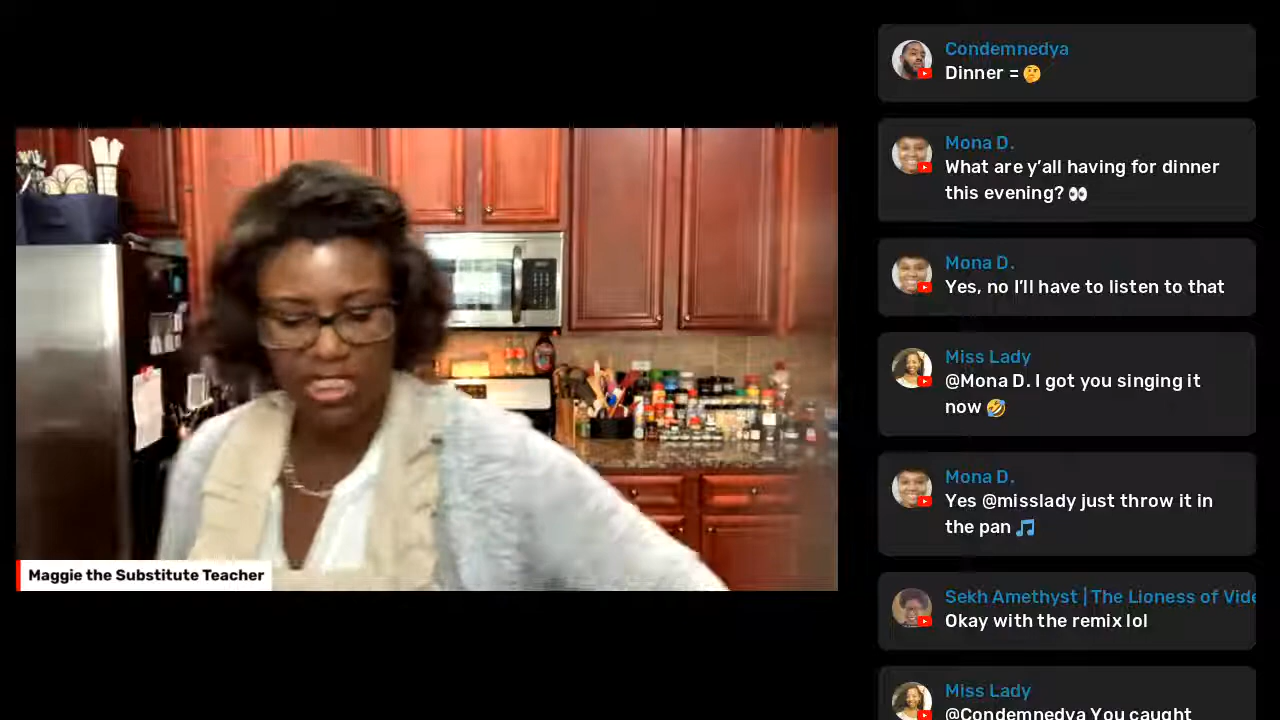 Condemnedya
Dinner = 🤔
Mona D.
What are y’all having for dinner
this evening? 👀
Mona D.
Yes, no I’ll have to listen to that
Miss Lady
@Mona D. I got you singing it
now 🤣
Mona D.
Yes @misslady just throw it in
the pan 🎵
Sekh Amethyst | The Lioness of Vide
Okay with the remix lol
Miss Lady
@Condemnedya You caught
Maggie the Substitute Teacher